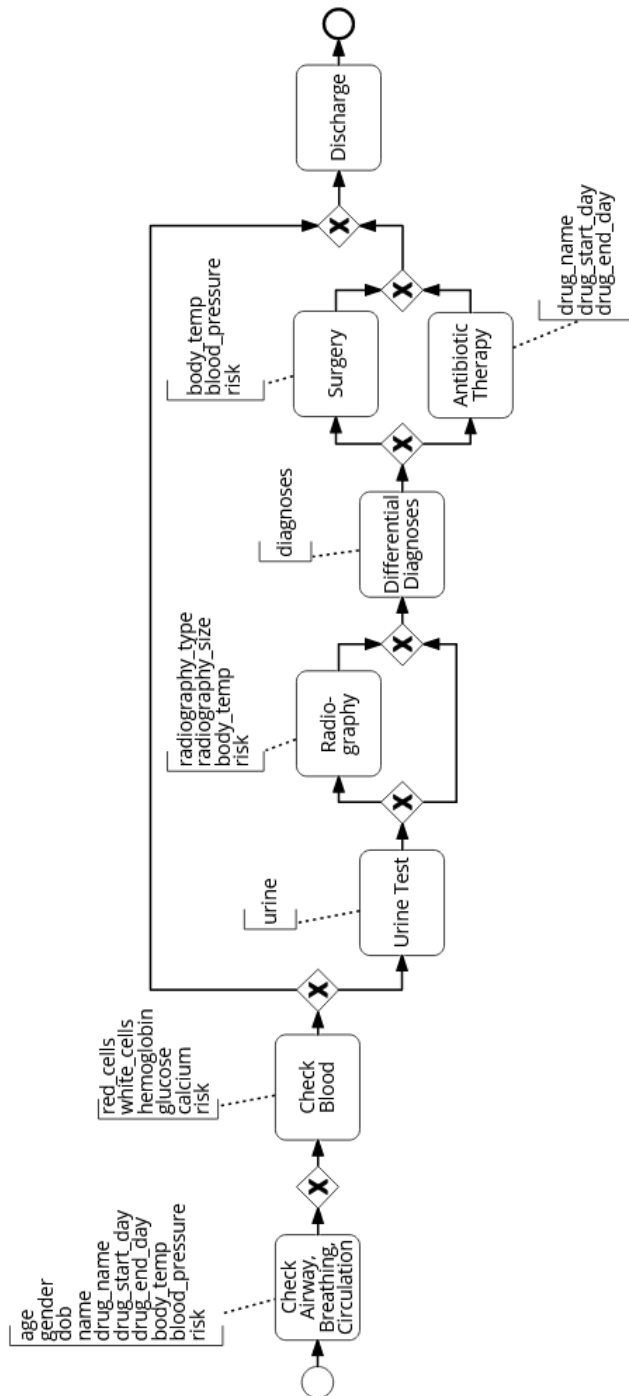 age
gender
dob
name
drug_name
drug_start_day
drug_end_day
body_temp
blood_pressure
risk
Check
Airway,
Breathing,
Circulation
X
red_cells
white_cells
hemoglobin
glucose
calcium
risk
Check
Blood
X
urine
Urine Test
X
radiography_type
radiography_size
body_temp
risk
Radio-
graphy
X
diagnoses
Differential
Diagnoses
X
body_temp
blood_pressure
risk
Surgery
Antibiotic
Therapy
drug_name
drug_start_day
drug_end_day
X
X
Discharge